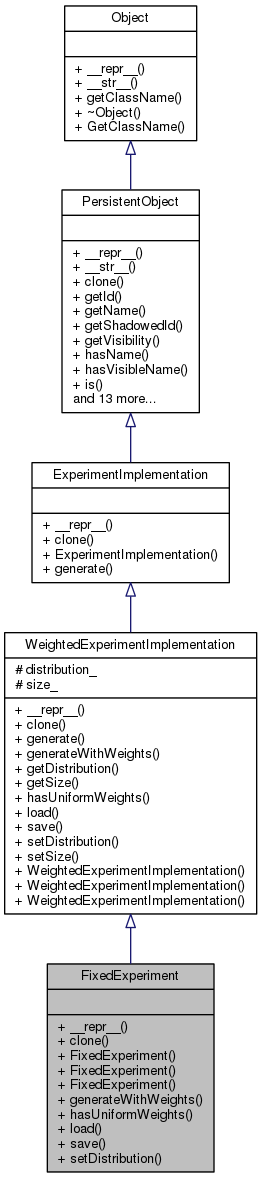 Object
+ __repr__()
+ __str__()
+ getClassName()
+ ~Object()
+ GetClassName()
PersistentObject
+ __repr__()
+ __str__()
+ clone()
+ getId()
+ getName()
+ getShadowedId()
+ getVisibility()
+ hasName()
+ hasVisibleName()
+ is()
and 13 more...
ExperimentImplementation
+ __repr__()
+ clone()
+ ExperimentImplementation()
+ generate()
WeightedExperimentImplementation
# distribution_
# size_
+ __repr__()
+ clone()
+ generate()
+ generateWithWeights()
+ getDistribution()
+ getSize()
+ hasUniformWeights()
+ load()
+ save()
+ setDistribution()
+ setSize()
+ WeightedExperimentImplementation()
+ WeightedExperimentImplementation()
+ WeightedExperimentImplementation()
FixedExperiment
+ __repr__()
+ clone()
+ FixedExperiment()
+ FixedExperiment()
+ FixedExperiment()
+ generateWithWeights()
+ hasUniformWeights()
+ load()
+ save()
+ setDistribution()